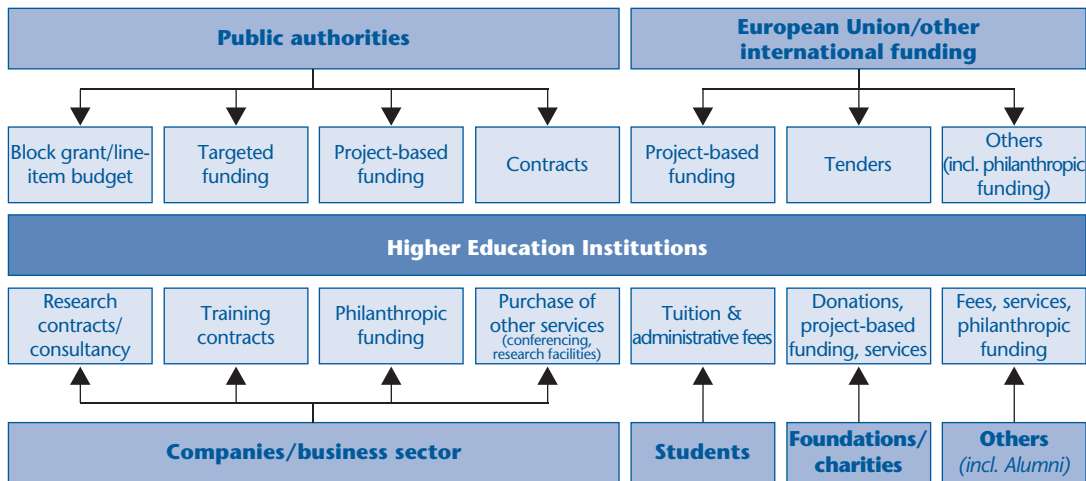 Public authorities
European Union/other
international funding
Block grant/line-
item budget
Targeted
funding
Project-based
funding
Contracts
Project-based
funding
Tenders
Others
(incl. philanthropic
funding)
Higher Education Institutions
Research
contracts/
consultancy
Training
contracts
Philanthropic
funding
Purchase of
other services
(conferencing,
research facilities)
Tuition &
administrative fees
Donations,
project-based
funding, services
Fees, services,
philanthropic
funding
Companies/business sector
Students
Foundations/
charities
Others
(incl. Alumni)